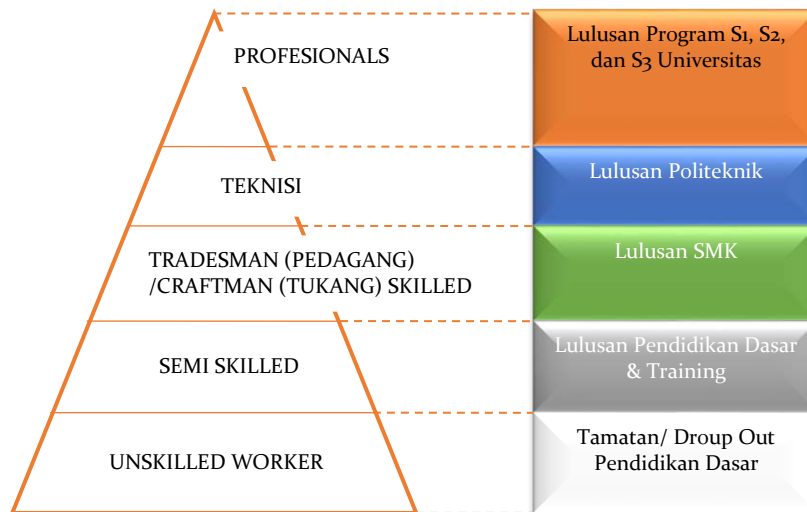 PROFESIONALS
Lulusan Program S1, S2,
dan S3 Universitas
TEKNISI
Lulusan Politeknik
TRADESMAN (PEDAGANG)
/CRAFTMAN (TUKANG) SKILLED
Lulusan SMK
SEMI SKILLED
Lulusan Pendidikan Dasar
& Training
UNSKILLED WORKER
Tamatan/ Droup Out
Pendidikan Dasar